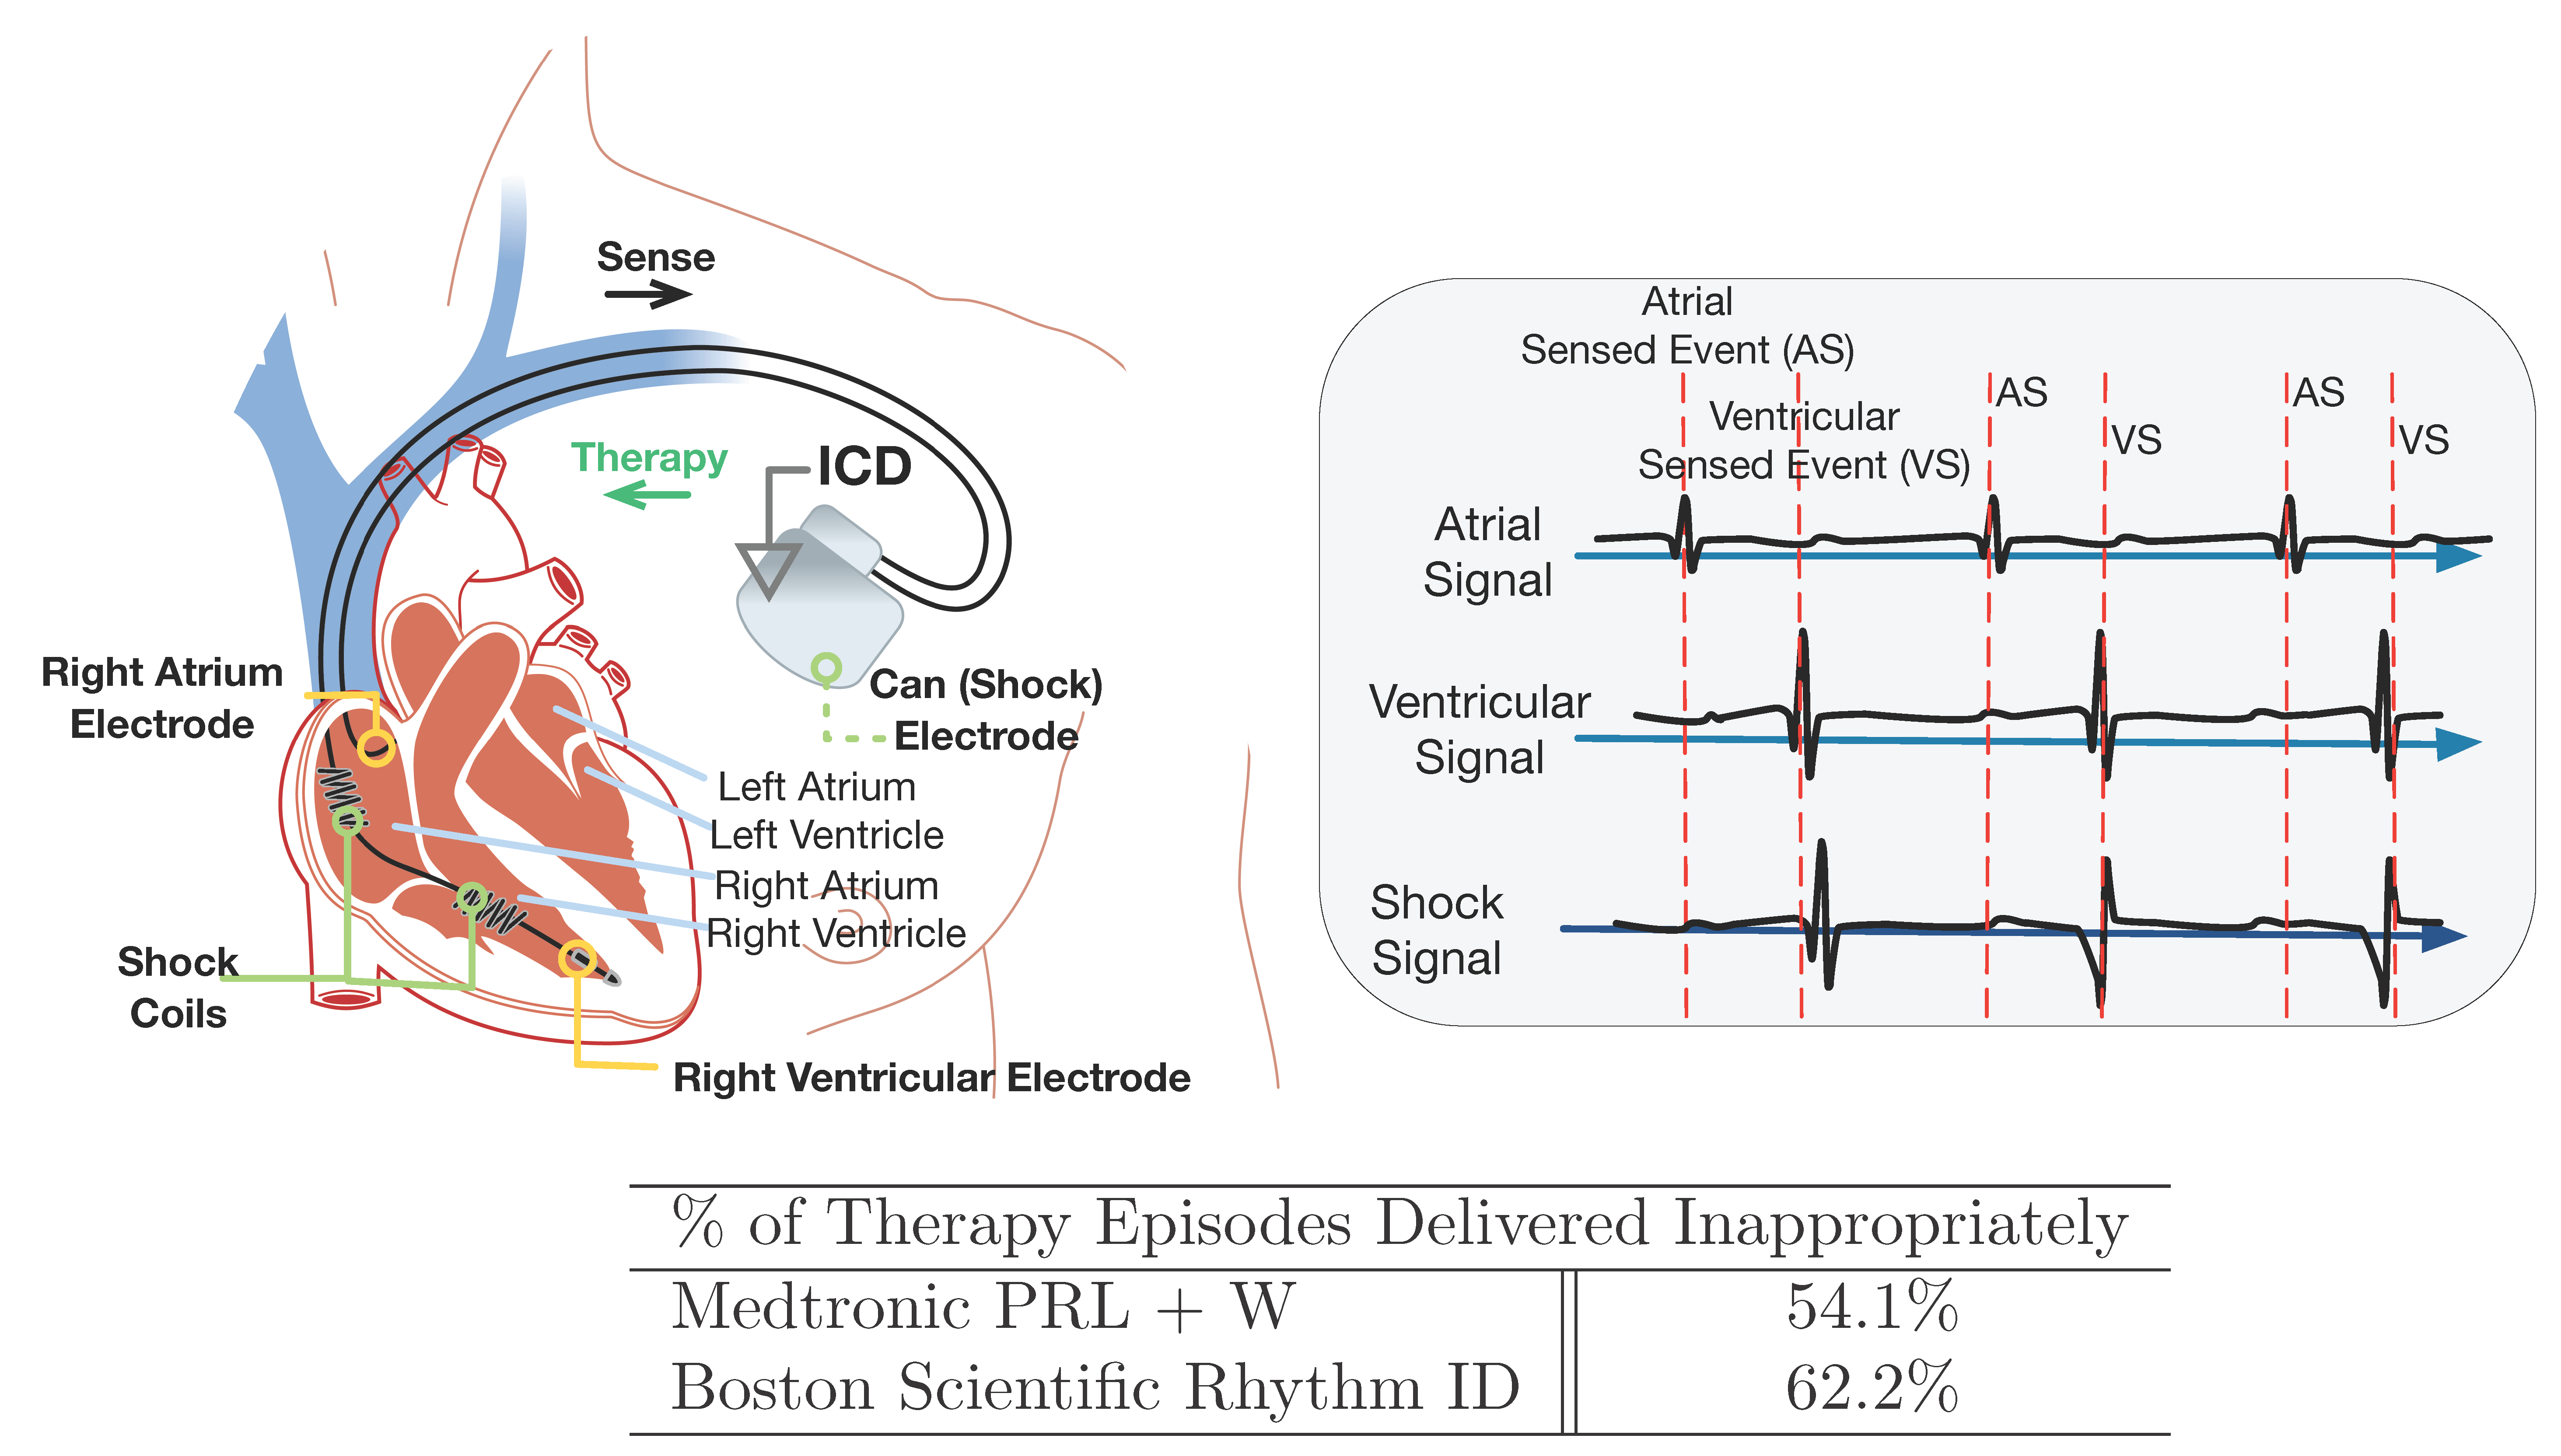 Sense
Therapy
ICD
Right Atrium
Electrode
Can (Shock)
Electrode
Left Atrium
Left Ventricle
Right Atrium
Right Ventricle
Shock
Coils
Right Ventricular Electrode
Atrial
Sensed Event (AS)
AS
AS
Ventricular
Sensed Event (VS)
VS
VS
Atrial
Signal
Ventricular
Signal
Shock
Signal
% of Therapy Episodes Delivered Inappropriately
Medtronic PRL + W 54.1%
Boston Scientific Rhythm ID 62.2%